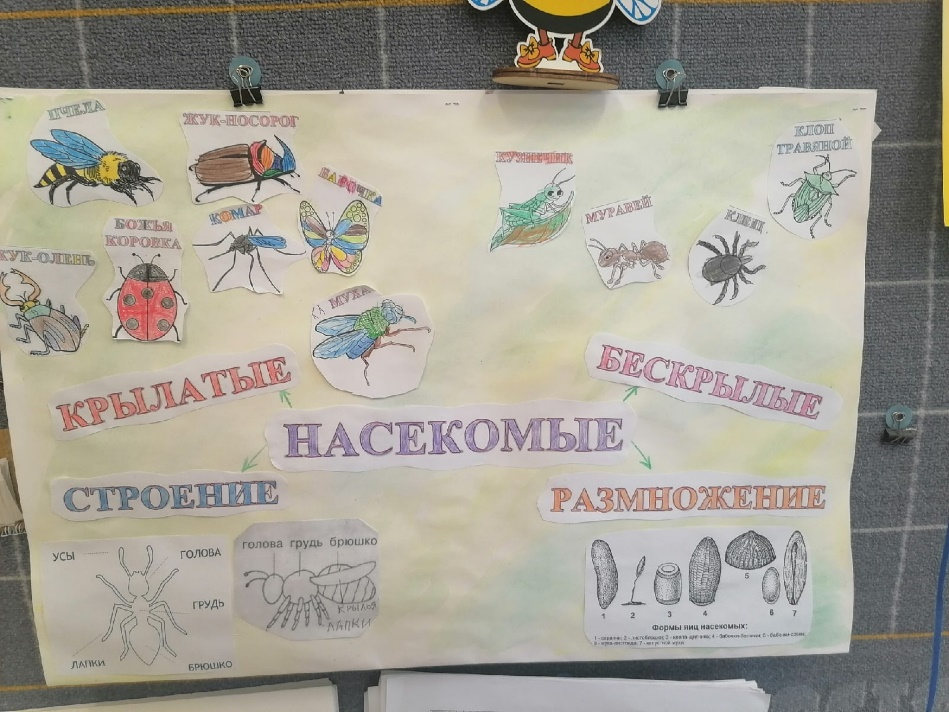 ПЧЕЛА
ЖУК-НОСОРОГ
КУЗНЕЧИК
КЛОП
ТРАВЯНОЙ
БАБОЧКА
БОЖЬЯ
КОРОВКА
КОМАР
МУРАВЕЙ
ЖУК-ОЛЕНЬ
МУХА
КРЫЛАТЫЕ
БЕСКРЫЛЫЕ
НАСЕКОМЫЕ
СТРОЕНИЕ
РАЗМНОЖЕНИЕ
УСЫ
ГОЛОВА
ГРУДЬ
ЛАПКИ
БРЮШКО
голова грудь брюшко
КРЫЛОЯ
ЛАПКИ
5
1 2 3 4 6 7
Формы яиц насекомых: